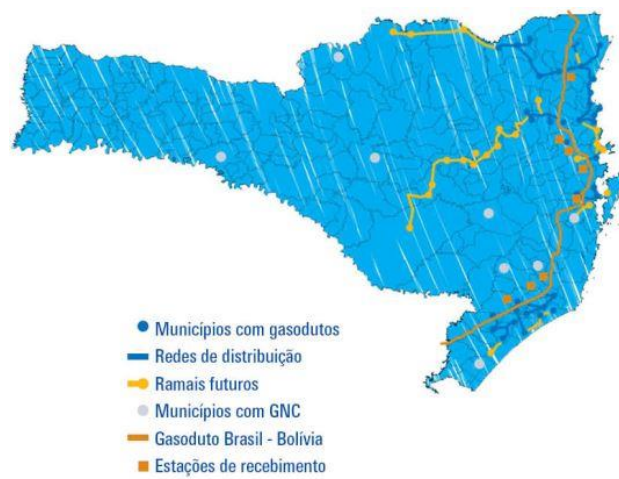 Municípios com gasodutos
Redes de distribuição
Ramais futuros
Municípios com GNC
Gasoduto Brasil - Bolívia
Estações de recebimento